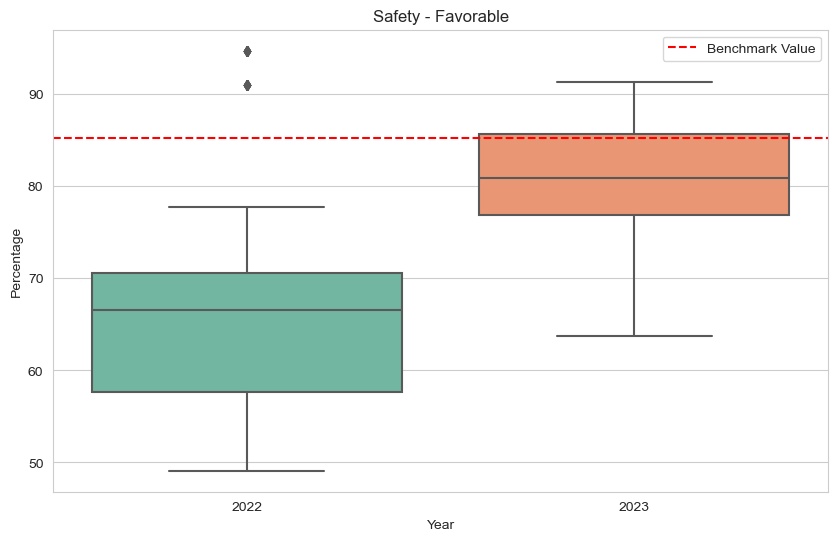 Safety - Favorable
Benchmark Value
Percentage
90
80
70
60
50
2022
2023
Year